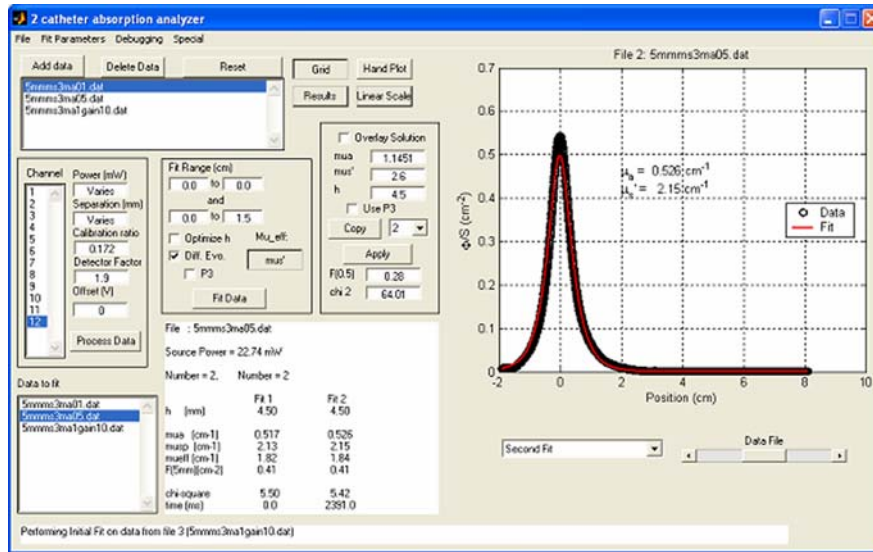 2 catheter absorption analyzer
File Fit Parameters Debugging Special
Add data Delete Data Reset Grid Hand Plot
Results Linear Scale
5mmms3ma01.dat
5mmms3ma05.dat
5mmms3ma1gain10.dat
Channel
1
2
3
4
5
6
7
8
9
10
11
12
Power (mW)
Varies
Separation (mm)
Varies
Calibration ratio
0.172
Detector Factor
1.9
Offset (V)
0
Process Data
Fit Range (cm)
0.0 to 0.0
and
0.0 to 1.5
Optimize h Mu_eff:
Diff. Evo. mus'
P3
Fit Data
Overlay Solution
mua 1.1451
mus' 2.6
h 4.5
Use P3
Copy 2
Apply
F(0.5) 0.28
chi 2 64.01
Data to fit
5mmms3ma01.dat
5mmms3ma05.dat
5mmms3ma1gain10.dat
File : 5mmms3ma05.dat
Source Power = 22.74 mW
Number = 2, Number = 2
Fit 1 Fit 2
h (mm) 4.50 4.50
mua (cm-1) 0.517 0.526
musp (cm-1) 2.13 2.15
mueff (cm-1) 1.82 1.84
F(5mm)(cm-2) 0.41 0.41
chi-square 5.50 5.42
time (ms) 0.0 2391.0
File 2: 5mmms3ma05.dat
0.7
0.6
0.5
0.4
0.3
0.2
0.1
0
Φ/S (cm⁻²)
μa = 0.526 cm⁻¹
μs' = 2.15 cm⁻¹
Data
Fit
-2 0 2 4 6 8 10
Position (cm)
Second Fit
Data File
Performing Initial Fit on data from file 3 (5mmms3ma1gain10.dat)